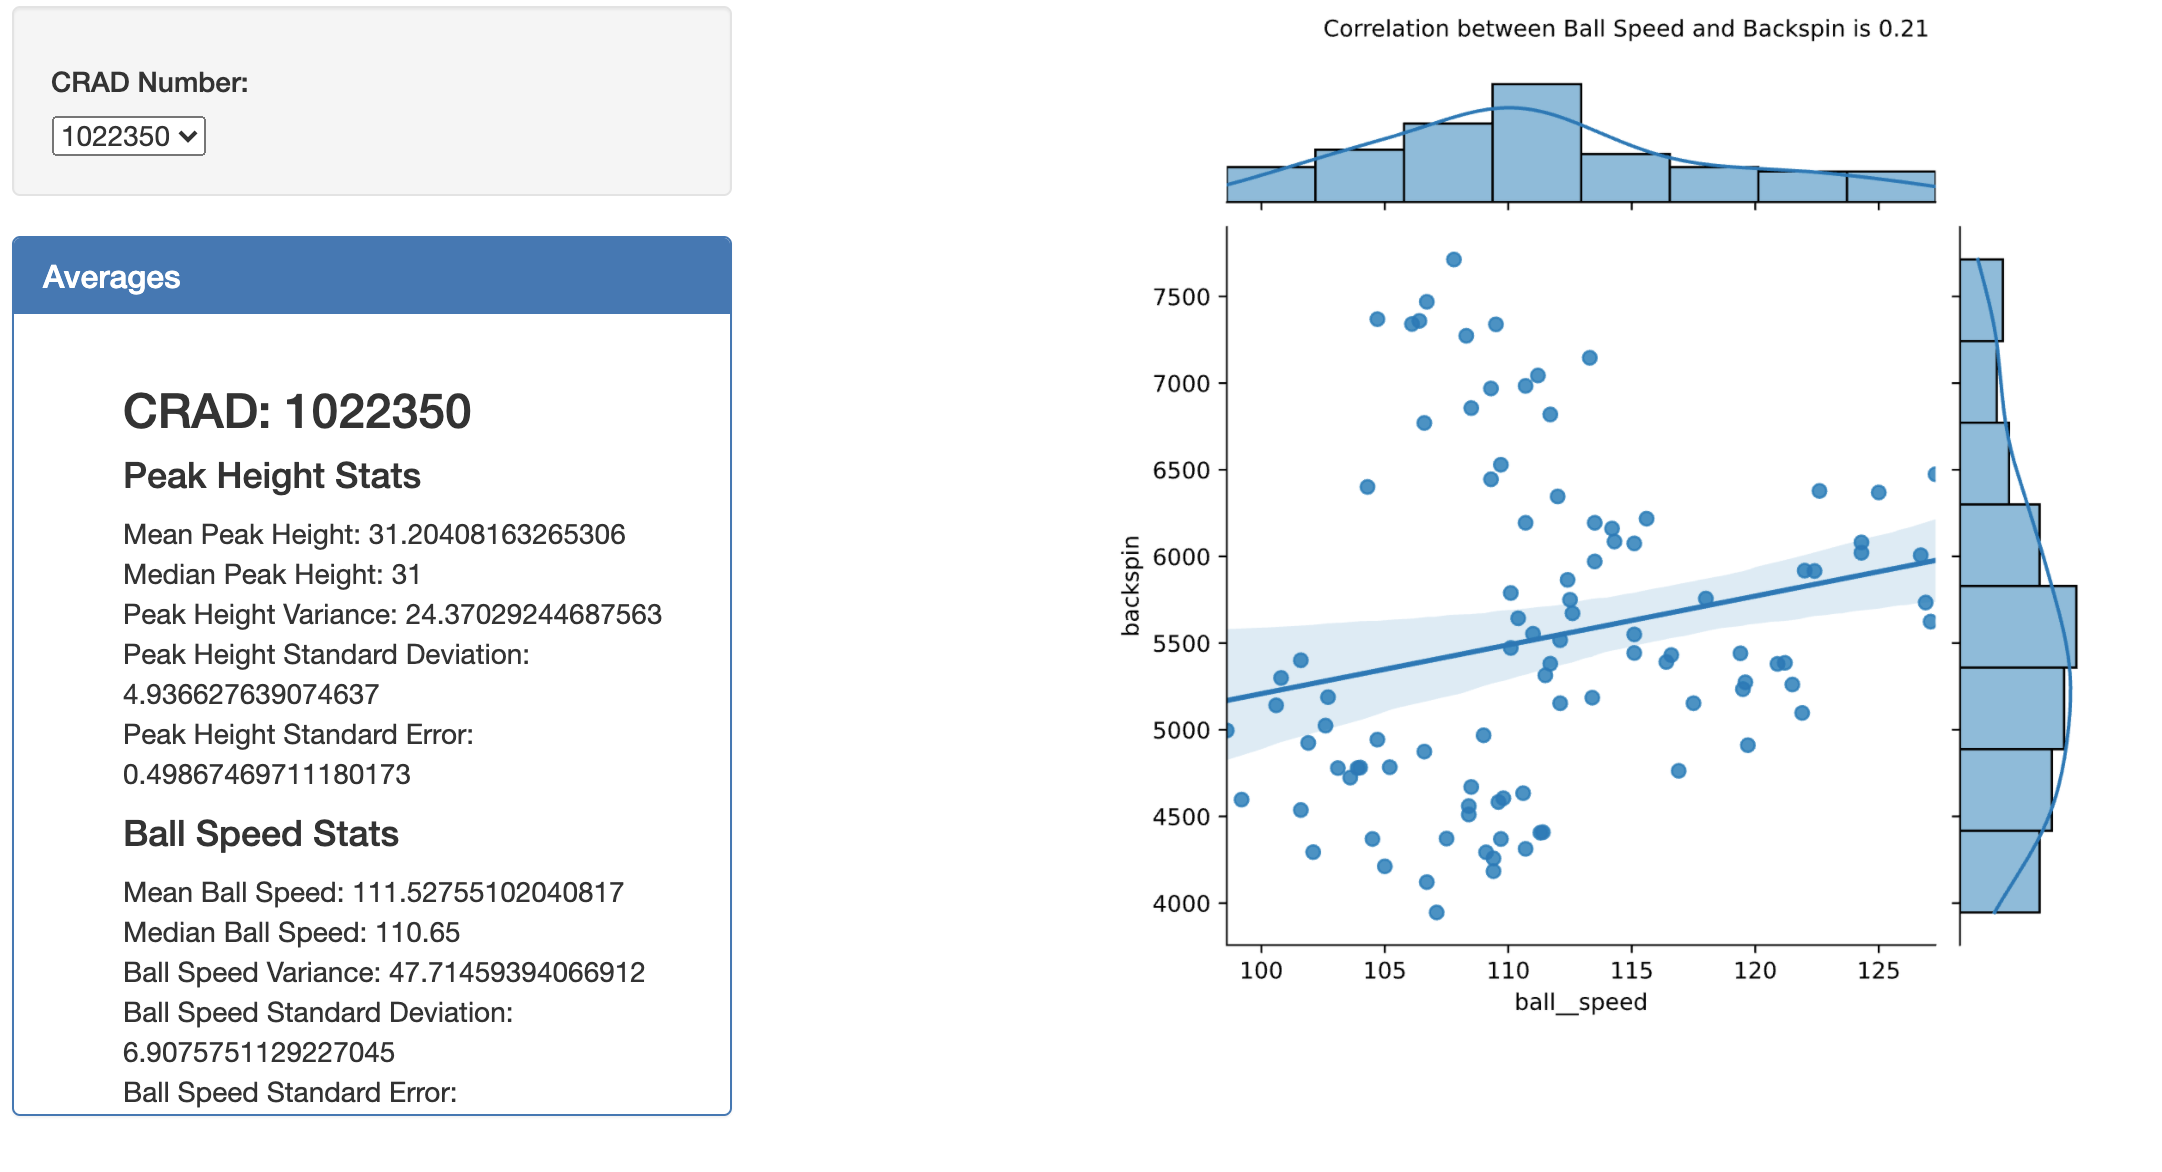 CRAD Number:
1022350
Averages
CRAD: 1022350
Peak Height Stats
Mean Peak Height: 31.20408163265306
Median Peak Height: 31
Peak Height Variance: 24.37029244687563
Peak Height Standard Deviation:
4.936627639074637
Peak Height Standard Error:
0.49867469711180173
Ball Speed Stats
Mean Ball Speed: 111.52755102040817
Median Ball Speed: 110.65
Ball Speed Variance: 47.71459394066912
Ball Speed Standard Deviation:
6.9075751129227045
Ball Speed Standard Error:
Correlation between Ball Speed and Backspin is 0.21
7500
7000
6500
6000
5500
5000
4500
4000
backspin
100 105 110 115 120 125
ball__speed